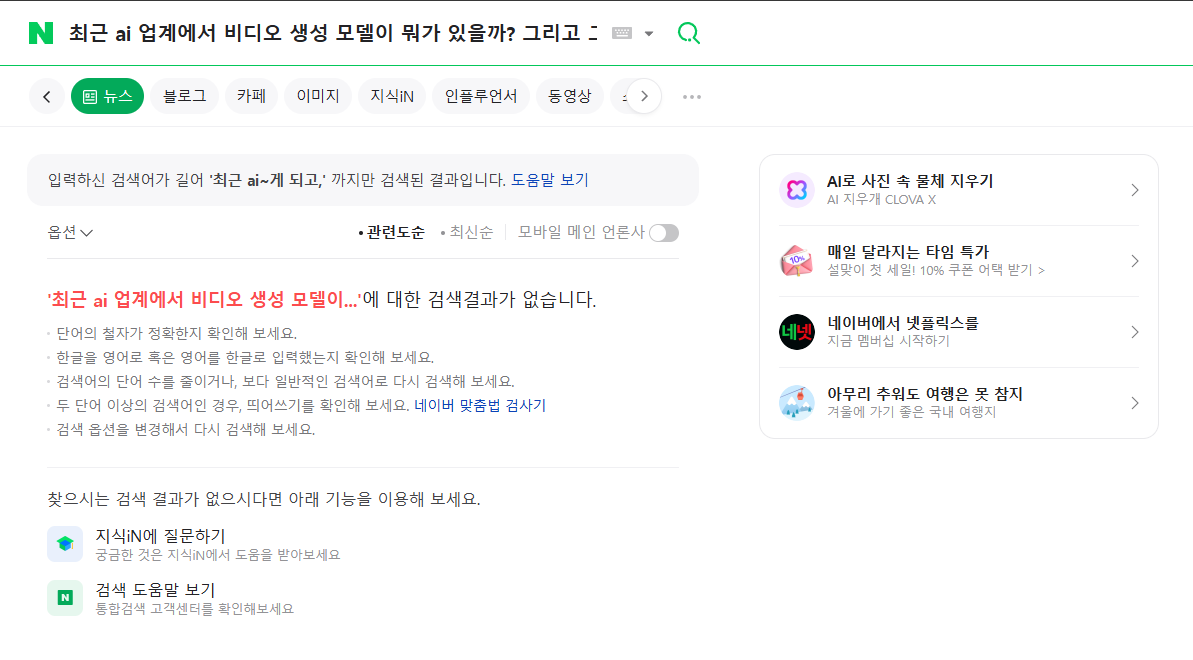 N 최근 ai 업계에서 비디오 생성 모델이 뭐가 있을까? 그리고
뉴스 블로그 카페 이미지 지식iN 인플루언서 동영상
입력하신 검색어가 길어 '최근 ai~게 되고,' 까지만 검색된 결과입니다. 도움말 보기
옵션 • 관련도순 • 최신순 모바일 메인 언론사
'최근 ai 업계에서 비디오 생성 모델이...'에 대한 검색결과가 없습니다.
· 단어의 철자가 정확한지 확인해 보세요.
· 한글을 영어로 혹은 영어를 한글로 입력했는지 확인해 보세요.
· 검색어의 단어 수를 줄이거나, 보다 일반적인 검색어로 다시 검색해 보세요.
· 두 단어 이상의 검색어인 경우, 띄어쓰기를 확인해 보세요. 네이버 맞춤법 검사기
· 검색 옵션을 변경해서 다시 검색해 보세요.
찾으시는 검색 결과가 없으시다면 아래 기능을 이용해 보세요.
지식iN에 질문하기
궁금한 것은 지식iN에서 도움을 받아보세요
N
검색 도움말 보기
통합검색 고객센터를 확인해보세요
AI로 사진 속 물체 지우기
AI 지우개 CLOVA X
10%
매일 달라지는 타임 특가
설맞이 첫 세일! 10% 쿠폰 어택 받기 >
네넷
네이버에서 넷플릭스를
지금 멤버십 시작하기
아무리 추워도 여행은 못 참지
겨울에 가기 좋은 국내 여행지